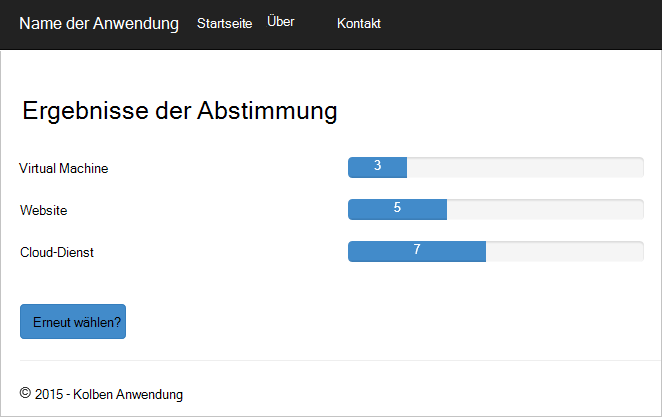 Name der Anwendung Startseite Über Kontakt
Ergebnisse der Abstimmung
Virtual Machine 3
Website 5
Cloud-Dienst 7
Erneut wählen?
© 2015 - Kolben Anwendung